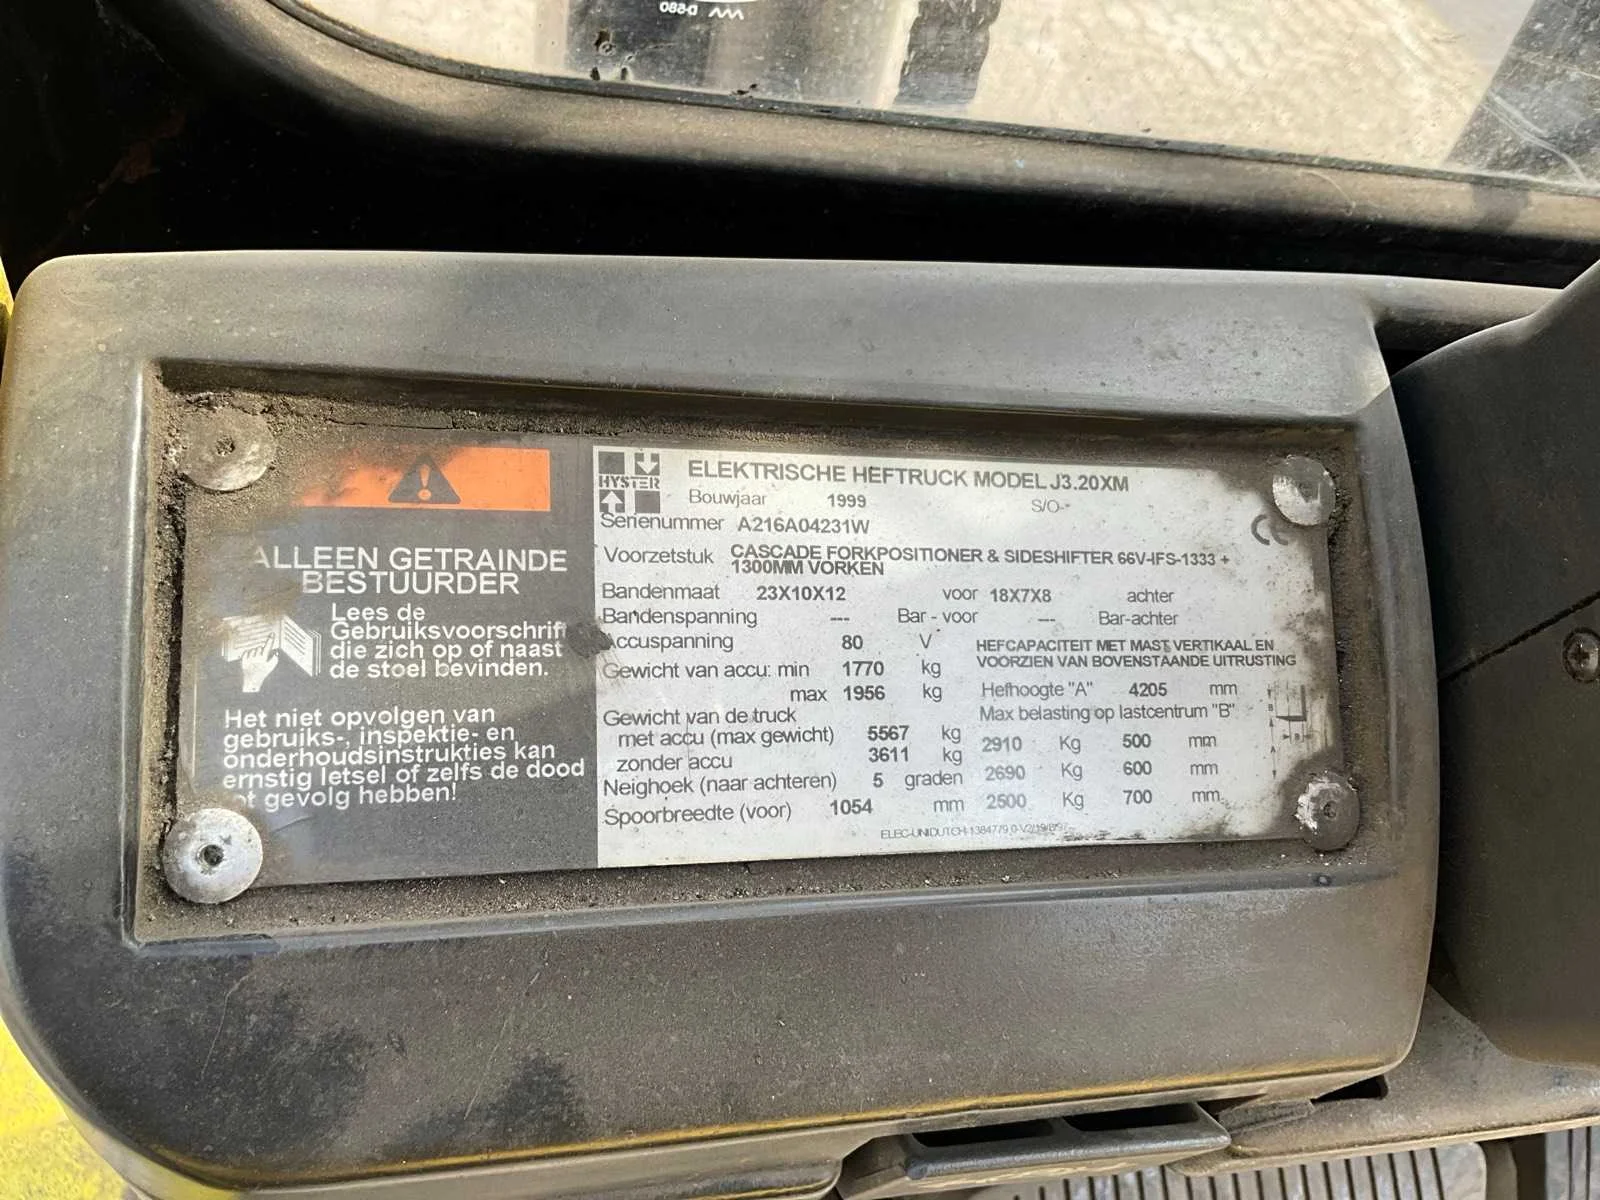 D-580
ALLEEN GETRAINDE
BESTUURDER
Lees de
Gebruiksvoorschrift
die zich op of naast
de stoel bevinden.
Het niet opvolgen van
gebruiks-, inspektie- en
onderhoudsinstrukties kan
ernstig letsel of zelfs de dood
tot gevolg hebben!
HYSTER
ELEKTRISCHE HEFTRUCK MODEL J3.20XM
Bouwjaar 1999 S/O-*
Serienummer A216A04231W
CE
Voorzetstuk CASCADE FORKPOSITIONER & SIDESHIFTER 66V-IFS-1333 +
1300MM VORKEN
Bandenmaat 23X10X12 voor 18X7X8 achter
Bandenspanning --- Bar - voor --- Bar-achter
Accuspanning 80 V
Gewicht van accu: min 1770 kg
max 1956 kg
Gewicht van de truck
met accu (max gewicht) 5567 kg
zonder accu 3611 kg
Neighoek (naar achteren) 5 graden
Spoorbreedte (voor) 1054 mm
HEFCAPACITEIT MET MAST VERTIKAAL EN
VOORZIEN VAN BOVENSTAANDE UITRUSTING
Hefhoogte "A" 4205 mm
Max belasting op lastcentrum "B"
2910 Kg 500 mm
2690 Kg 600 mm
2500 Kg 700 mm
B
A
B